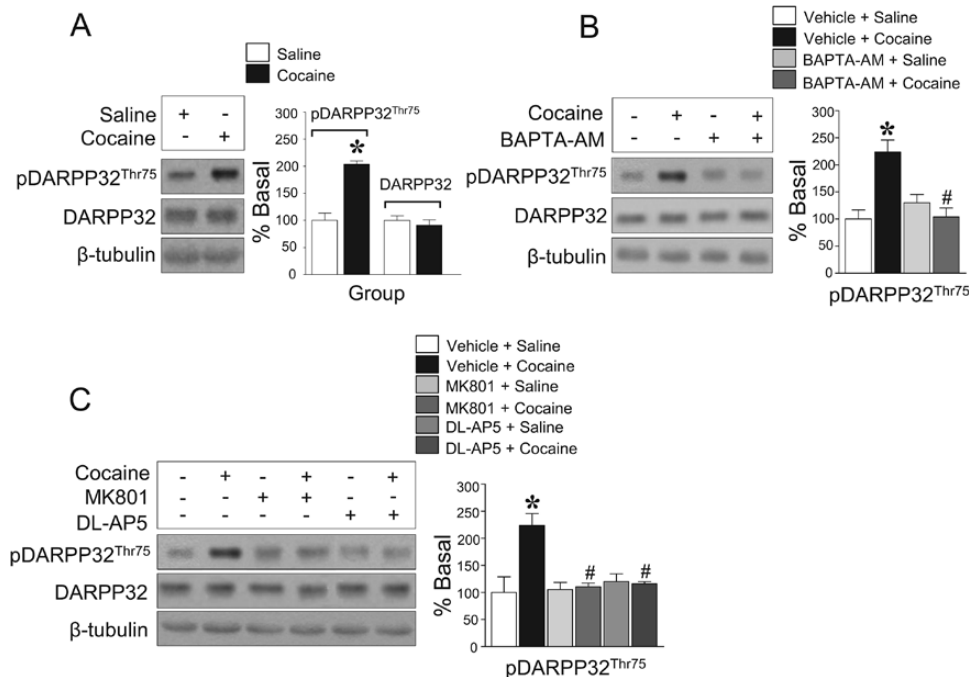 A
Saline
Cocaine
Saline + -
Cocaine - +
pDARPP32Thr75
DARPP32
β-tubulin
% Basal
300
250
200
150
100
50
0
pDARPP32Thr75
*
DARPP32
Group
B
Vehicle + Saline
Vehicle + Cocaine
BAPTA-AM + Saline
BAPTA-AM + Cocaine
Cocaine - + - +
BAPTA-AM - - + +
pDARPP32Thr75
DARPP32
β-tubulin
% Basal
300
250
200
150
100
50
0
*
#
pDARPP32Thr75
C
Vehicle + Saline
Vehicle + Cocaine
MK801 + Saline
MK801 + Cocaine
DL-AP5 + Saline
DL-AP5 + Cocaine
Cocaine - + - + - +
MK801 - - + + - -
DL-AP5 - - - - + +
pDARPP32Thr75
DARPP32
β-tubulin
% Basal
300
250
200
150
100
50
0
*
# #
pDARPP32Thr75